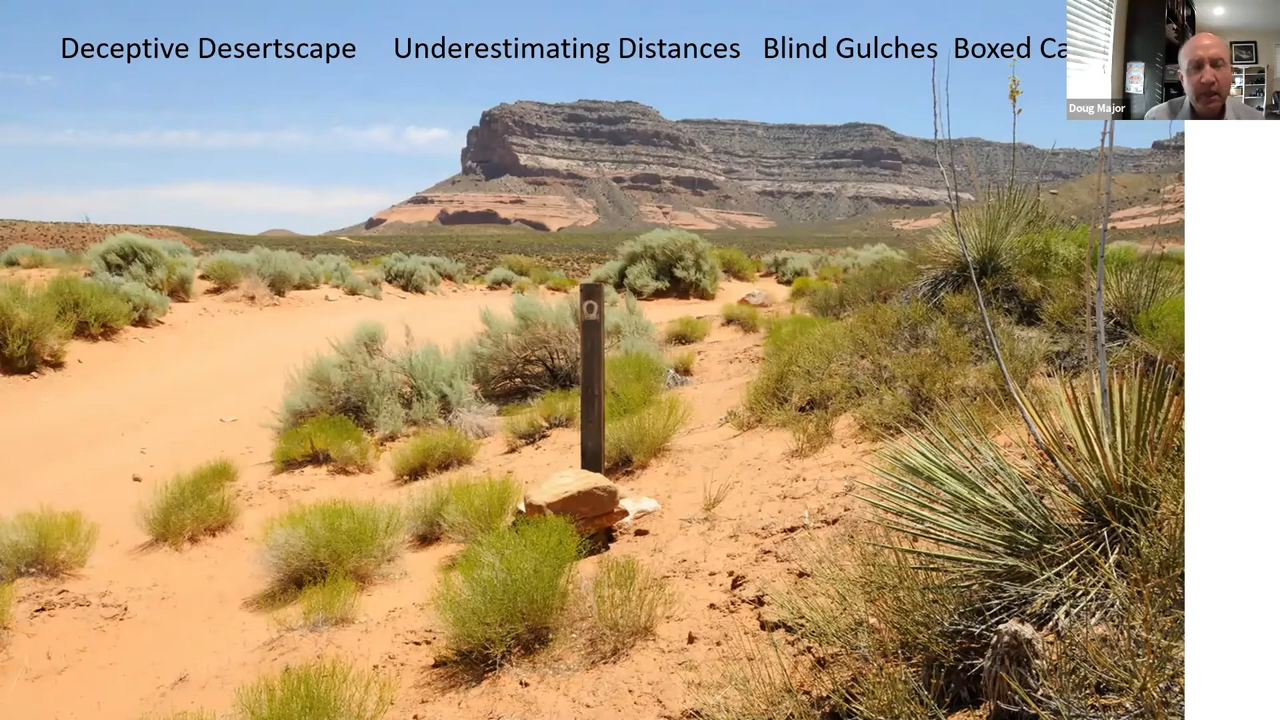 Deceptive Desertscape Underestimating Distances Blind Gulches Boxed
Doug Major